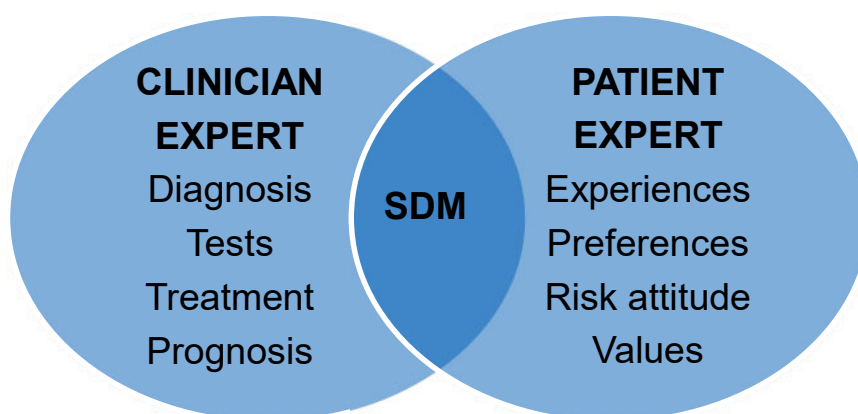 CLINICIAN
EXPERT
Diagnosis
Tests
Treatment
Prognosis
SDM
PATIENT
EXPERT
Experiences
Preferences
Risk attitude
Values